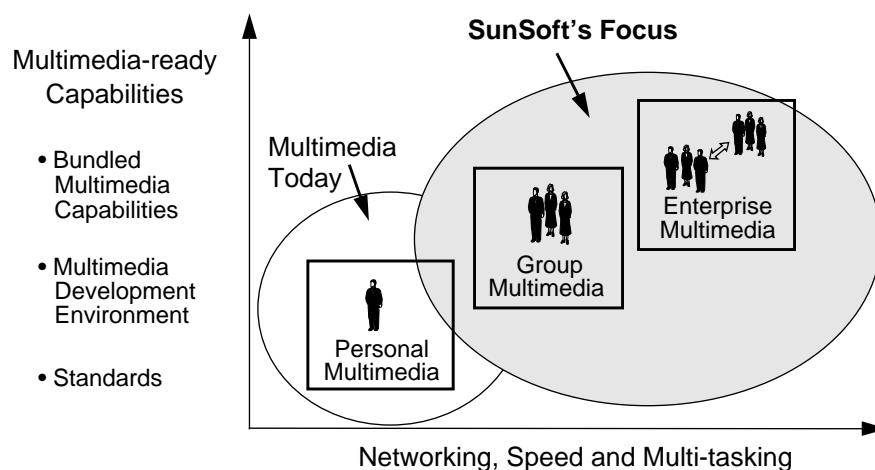 SunSoft's Focus
Multimedia-ready
Capabilities
• Bundled
Multimedia
Capabilities
• Multimedia
Development
Environment
• Standards
Multimedia
Today
Personal
Multimedia
Group
Multimedia
Enterprise
Multimedia
Networking, Speed and Multi-tasking